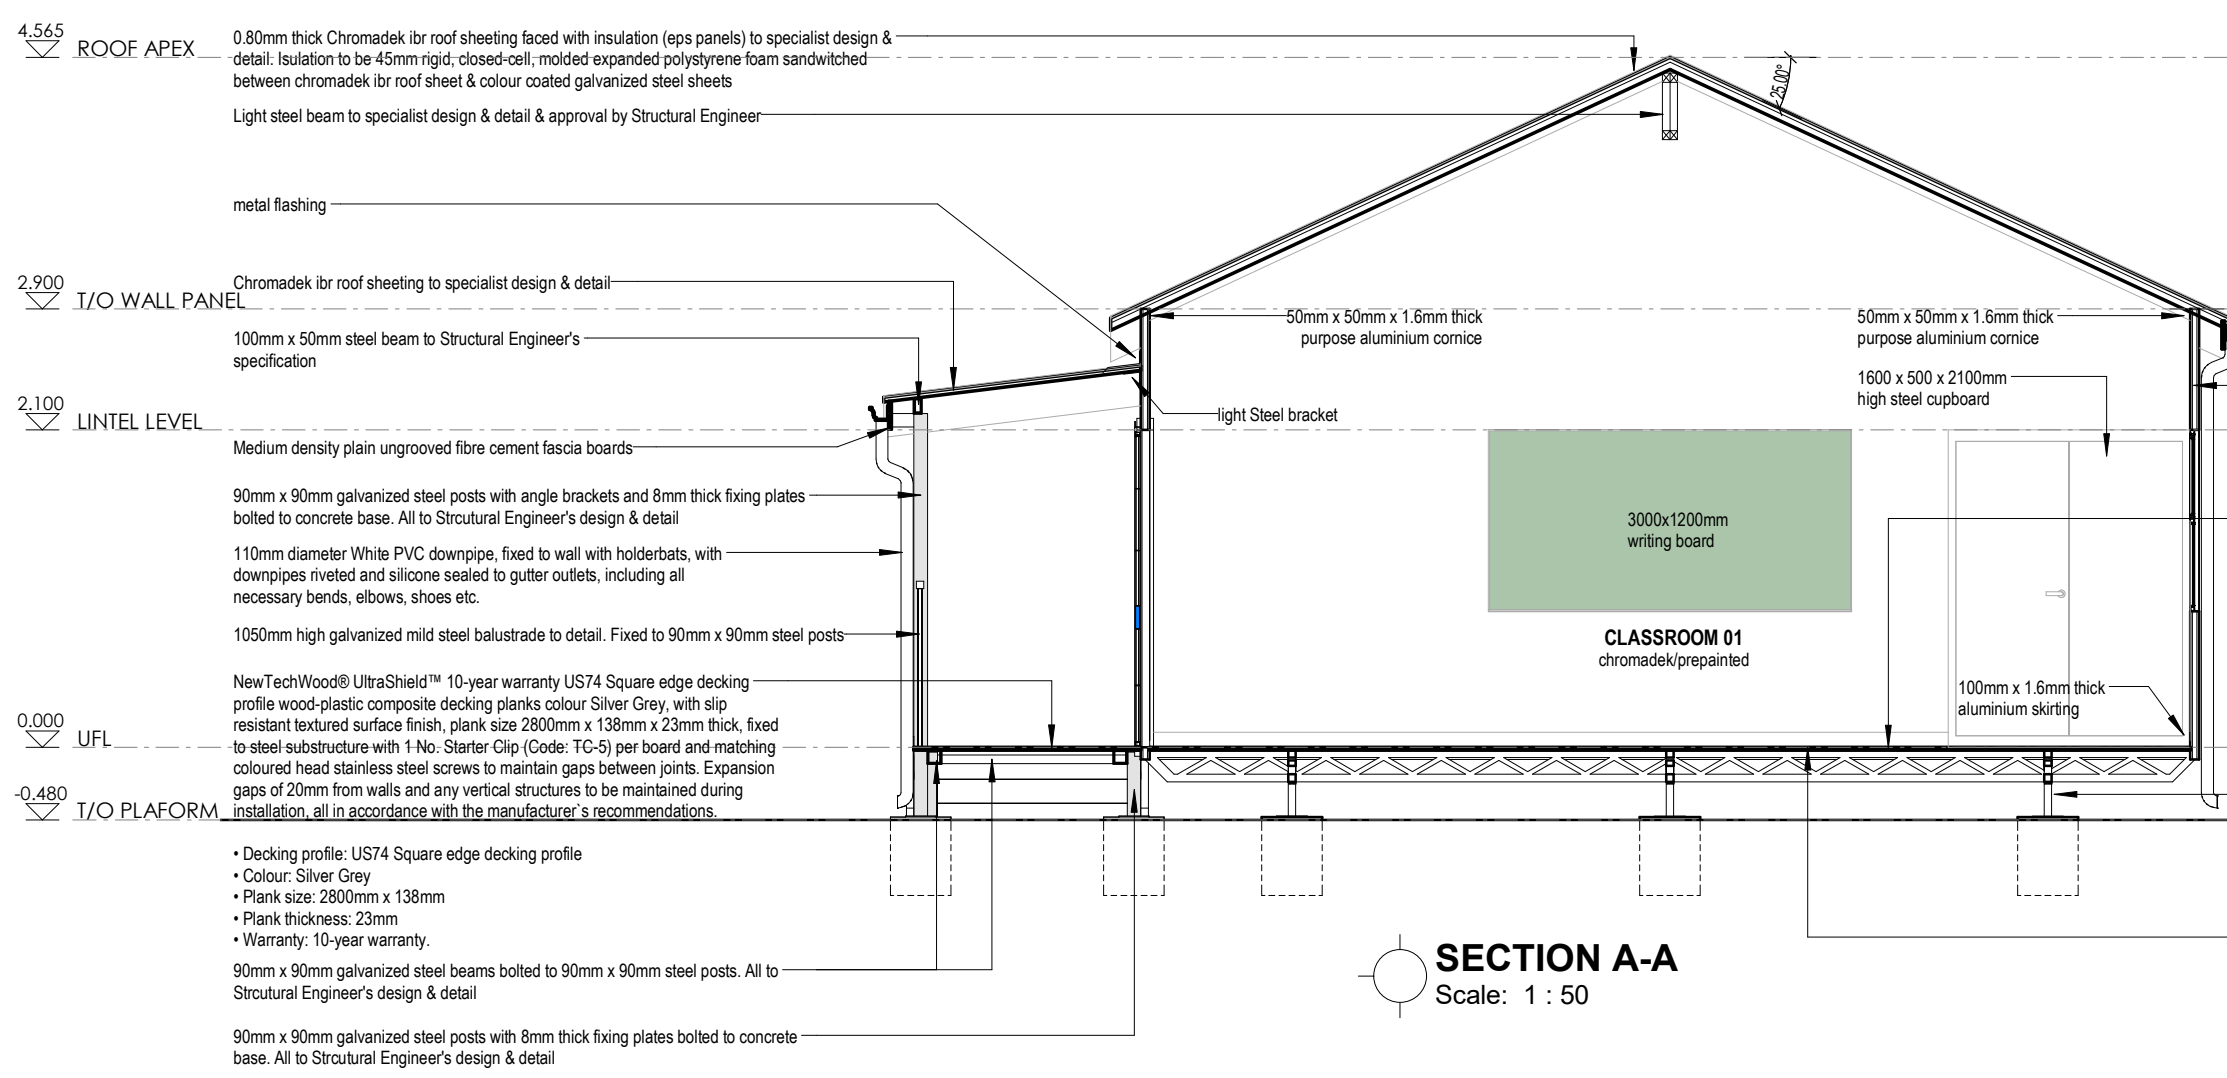 4.565
ROOF APEX
0.80mm thick Chromadek ibr roof sheeting faced with insulation (eps panels) to specialist design &
detail. Isulation to be 45mm rigid, closed-cell, molded expanded polystyrene foam sandwitched
between chromadek ibr roof sheet & colour coated galvanized steel sheets
25.00°
Light steel beam to specialist design & detail & approval by Structural Engineer
metal flashing
2.900
T/O WALL PANEL
Chromadek ibr roof sheeting to specialist design & detail
50mm x 50mm x 1.6mm thick
purpose aluminium cornice
50mm x 50mm x 1.6mm thick
purpose aluminium cornice
100mm x 50mm steel beam to Structural Engineer's
specification
1600 x 500 x 2100mm
high steel cupboard
2.100
LINTEL LEVEL
light Steel bracket
Medium density plain ungrooved fibre cement fascia boards
90mm x 90mm galvanized steel posts with angle brackets and 8mm thick fixing plates
bolted to concrete base. All to Strcutural Engineer's design & detail
3000x1200mm
writing board
110mm diameter White PVC downpipe, fixed to wall with holderbats, with
downpipes riveted and silicone sealed to gutter outlets, including all
necessary bends, elbows, shoes etc.
1050mm high galvanized mild steel balustrade to detail. Fixed to 90mm x 90mm steel posts
CLASSROOM 01
chromadek/prepainted
100mm x 1.6mm thick
aluminium skirting
NewTechWood® UltraShield™ 10-year warranty US74 Square edge decking
profile wood-plastic composite decking planks colour Silver Grey, with slip
resistant textured surface finish, plank size 2800mm x 138mm x 23mm thick, fixed
to steel substructure with 1 No. Starter Clip (Code: TC-5) per board and matching
coloured head stainless steel screws to maintain gaps between joints. Expansion
gaps of 20mm from walls and any vertical structures to be maintained during
installation, all in accordance with the manufacturer`s recommendations.
0.000
UFL
-0.480
T/O PLAFORM
• Decking profile: US74 Square edge decking profile
• Colour: Silver Grey
• Plank size: 2800mm x 138mm
• Plank thickness: 23mm
• Warranty: 10-year warranty.
90mm x 90mm galvanized steel beams bolted to 90mm x 90mm steel posts. All to
Strcutural Engineer's design & detail
90mm x 90mm galvanized steel posts with 8mm thick fixing plates bolted to concrete
base. All to Strcutural Engineer's design & detail
SECTION A-A
Scale: 1 : 50